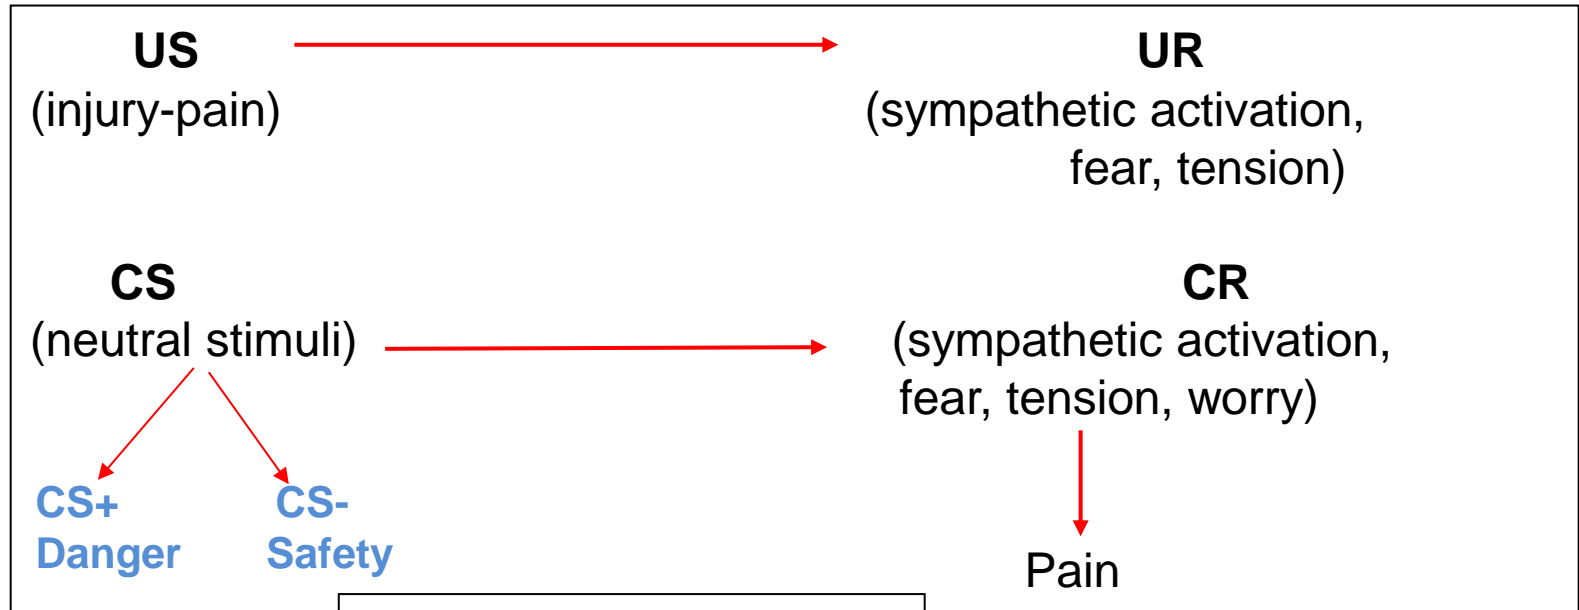 US UR
(injury-pain) (sympathetic activation,
fear, tension)
CS CR
(neutral stimuli) (sympathetic activation,
fear, tension, worry)
CS+ CS-
Danger Safety
Pain